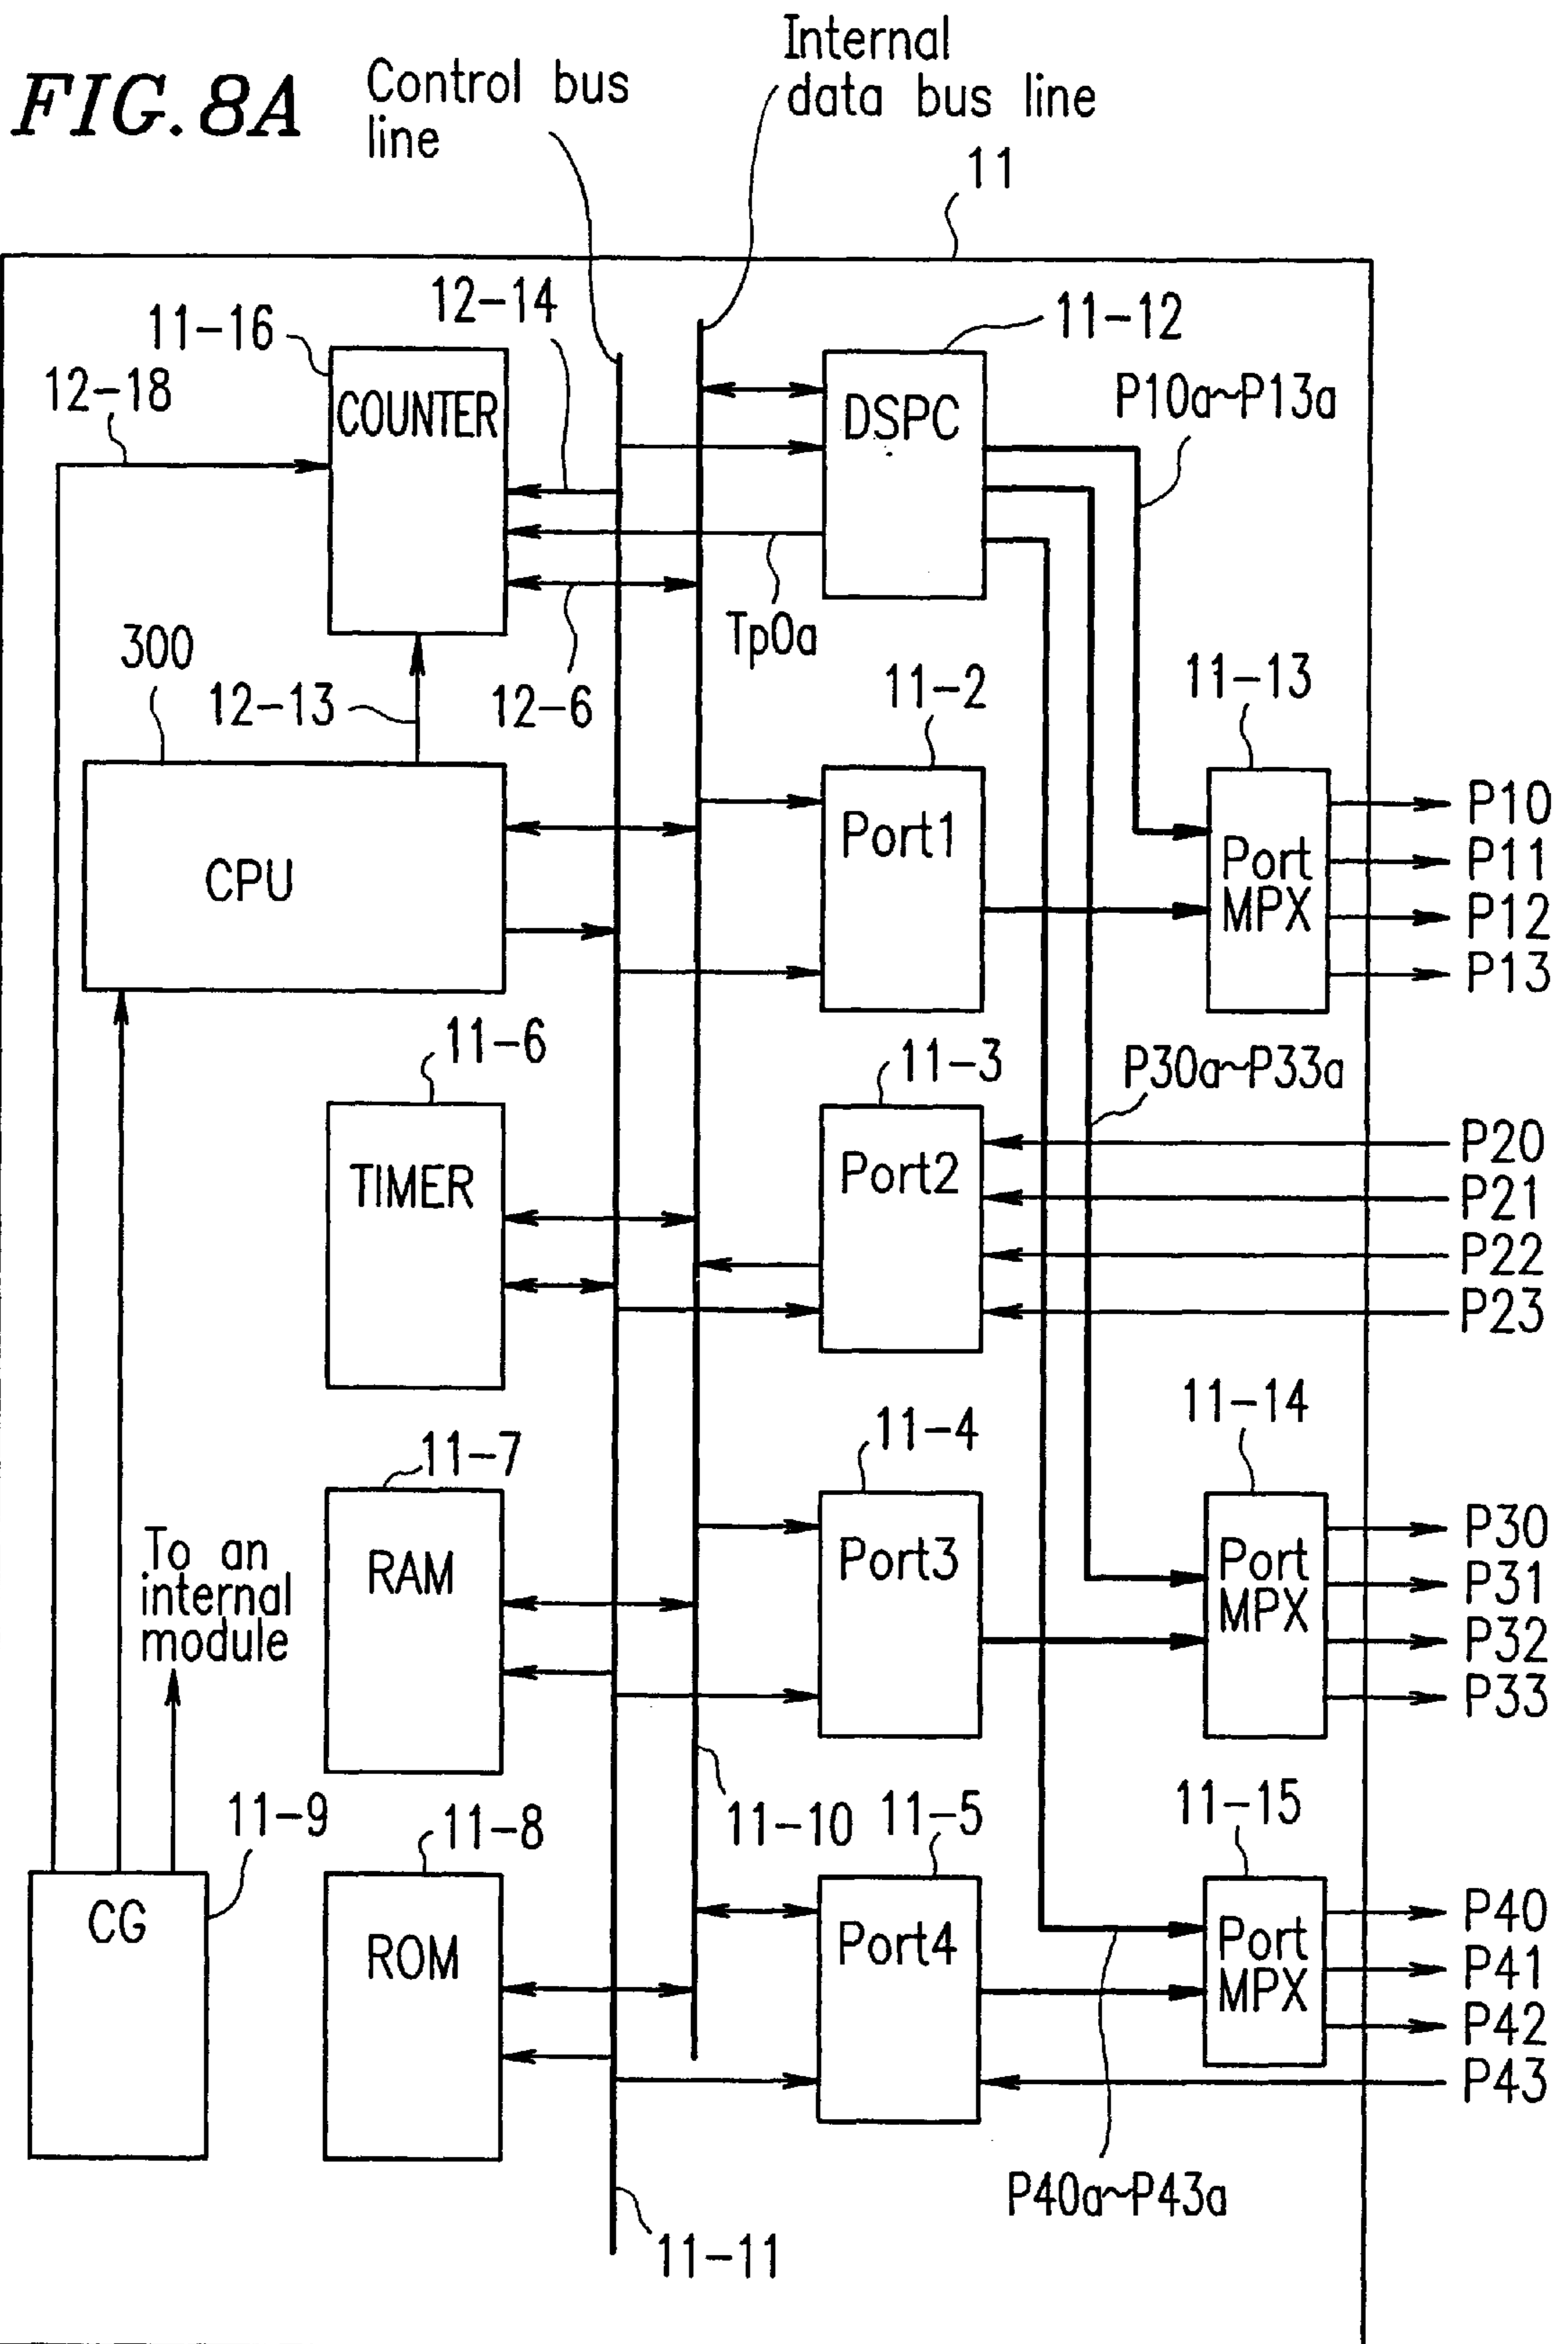 FIG. 8A
Control bus
line
Internal
data bus line
11
11-16
12-14
11-12
12-18
COUNTER
DSPC
P10a~P13a
Tp0a
300
12-13
12-6
11-2
11-13
CPU
Port1
Port
MPX
P10
P11
P12
P13
11-6
11-3
P30a~P33a
TIMER
Port2
P20
P21
P22
P23
11-7
11-4
11-14
To an
internal
module
RAM
Port3
Port
MPX
P30
P31
P32
P33
11-9
11-8
11-10
11-5
11-15
CG
ROM
Port4
Port
MPX
P40
P41
P42
P43
P40a~P43a
11-11